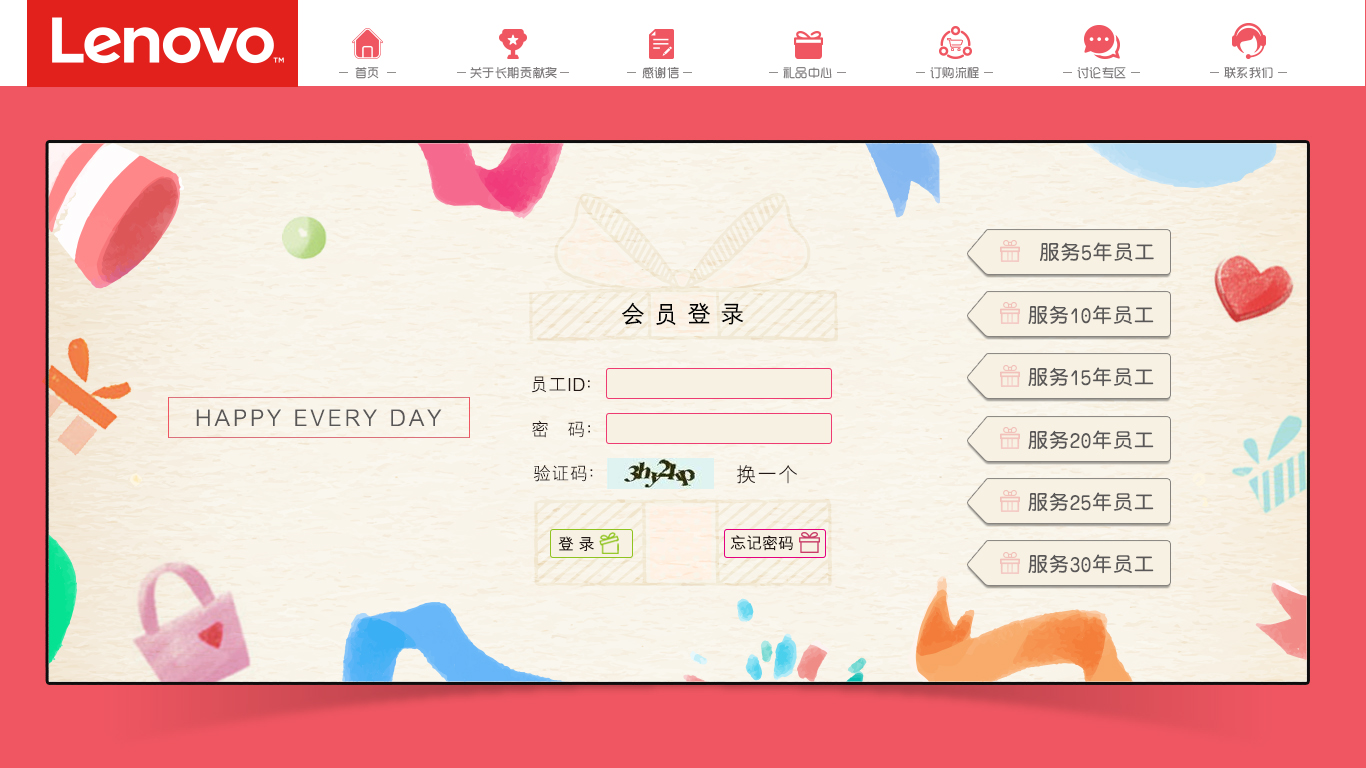 Lenovo™
首页
关于长期贡献奖
感谢信
礼品中心
订购流程
讨论专区
联系我们
会员登录
HAPPY EVERY DAY
员工ID:
密 码:
验证码: 换一个
登录
忘记密码
服务5年员工
服务10年员工
服务15年员工
服务20年员工
服务25年员工
服务30年员工